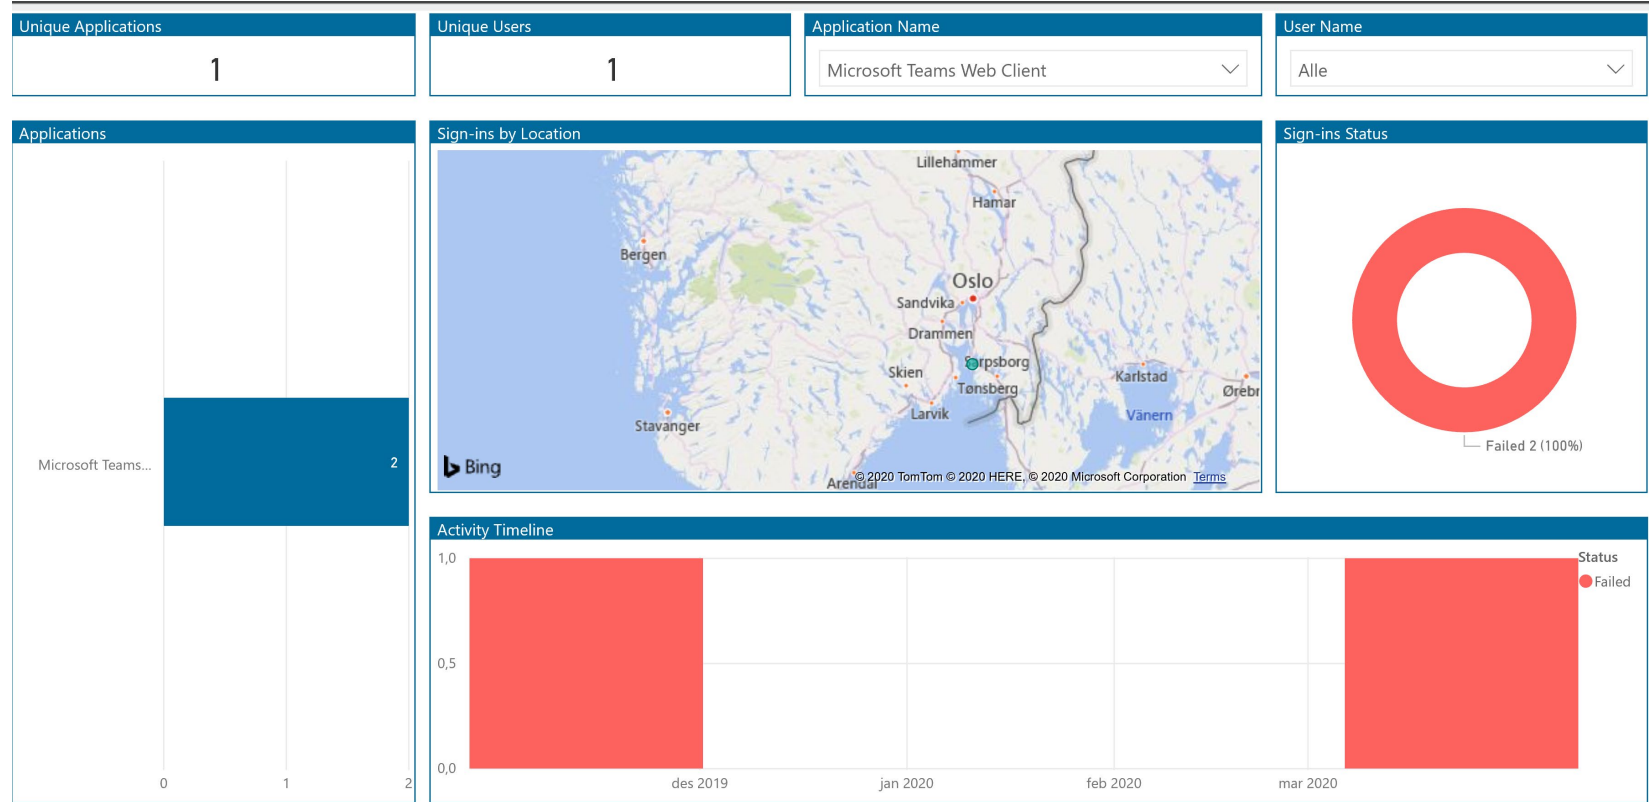 Unique Applications
1
Unique Users
1
Application Name
Microsoft Teams Web Client
User Name
Alle
Applications
Microsoft Teams...
2
0
1
2
Sign-ins by Location
Lillehammer
Hamar
Bergen
Oslo
Sandvika
Drammen
Sarpsborg
Skien
Tønsberg
Karlstad
Ørebr
Larvik
Vänern
Stavanger
Bing
Arendal
© 2020 TomTom © 2020 HERE, © 2020 Microsoft Corporation Terms
Sign-ins Status
Failed 2 (100%)
Activity Timeline
1,0
0,5
0,0
des 2019
jan 2020
feb 2020
mar 2020
Status
Failed